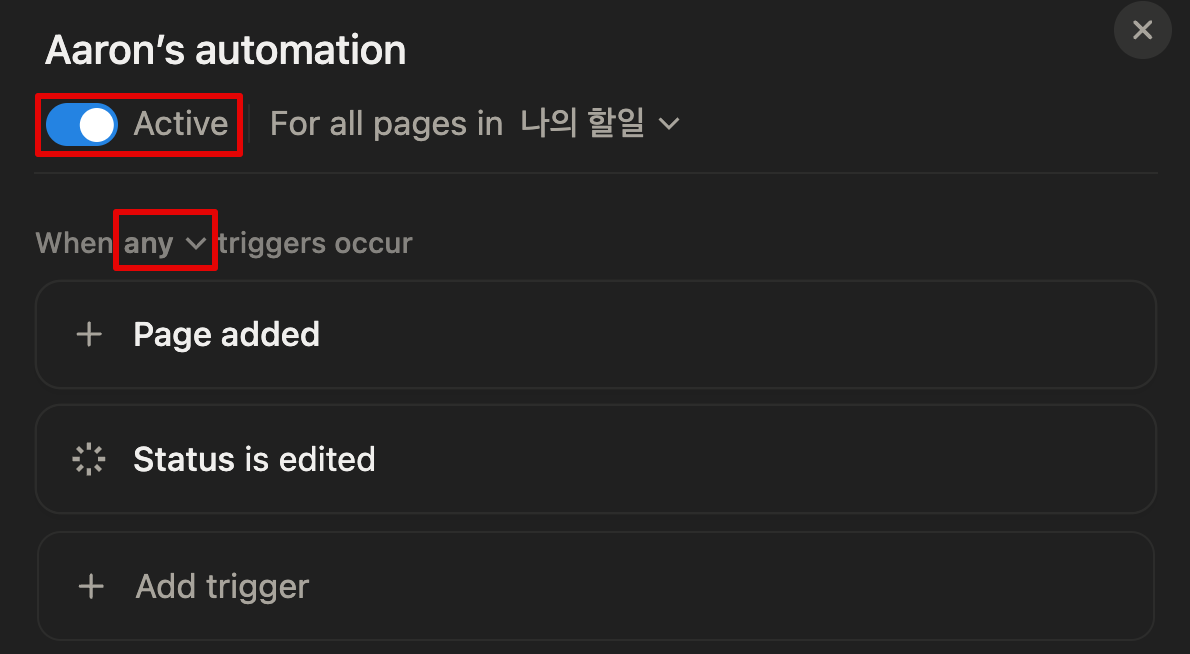 Aaron's automation
Active For all pages in 나의 할일
When any triggers occur
Page added
Status is edited
Add trigger